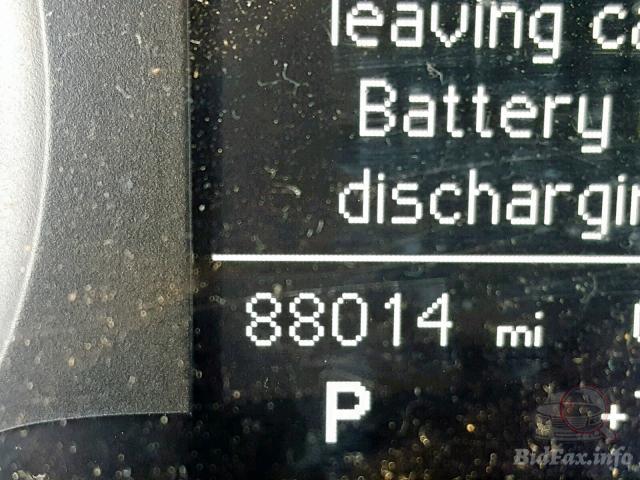 leaving
Battery
88014 mi
P
BidFax.info